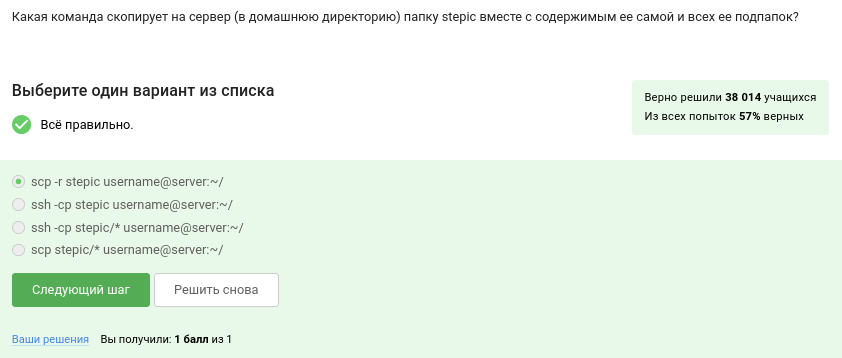 Какая команда скопирует на сервер (в домашнюю директорию) папку stepic вместе с содержимым ее самой и всех ее подпапок?
Выберите один вариант из списка
Верно решили 38 014 учащихся
Из всех попыток 57% верных
Всё правильно.
scp -r stepic username@server:~/
ssh -cp stepic username@server:~/
ssh -cp stepic/* username@server:~/
scp stepic/* username@server:~/
Следующий шаг
Решить снова
Ваши решения Вы получили: 1 балл из 1